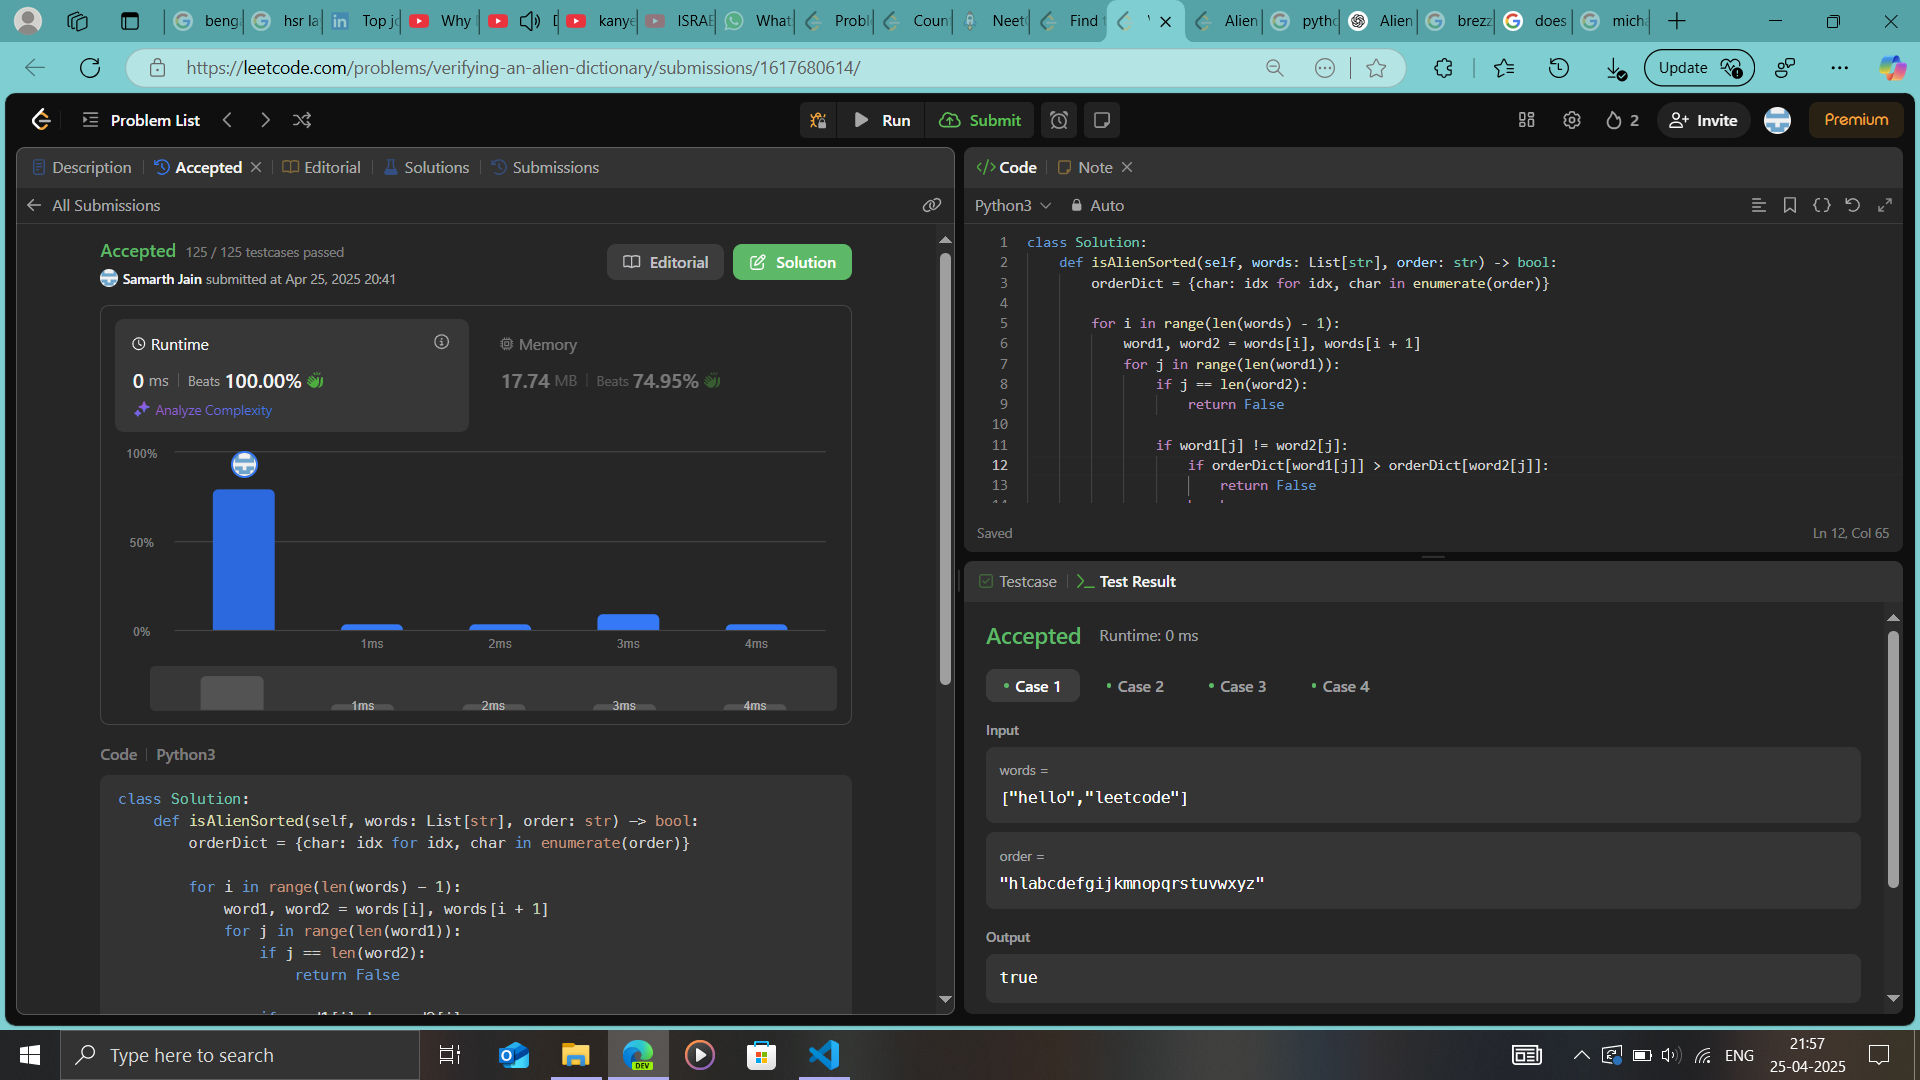 beng
hsr la
Top jo
Why I
D
kanye
ISRAE
What
Probl
Coun
Neet
Find t
V
Alien
pytho
Alien
brezz
does
micha
https://leetcode.com/problems/verifying-an-alien-dictionary/submissions/1617680614/
Update
Problem List
Run
Submit
2
Invite
Premium
Description
Accepted
Editorial
Solutions
Submissions
All Submissions
Accepted 125 / 125 testcases passed
Samarth Jain submitted at Apr 25, 2025 20:41
Editorial
Solution
Runtime
0 ms Beats 100.00%
Analyze Complexity
Memory
17.74 MB Beats 74.95%
100%
50%
0%
1ms 2ms 3ms 4ms
1ms 2ms 3ms 4ms
Code Python3
class Solution:
def isAlienSorted(self, words: List[str], order: str) -> bool:
orderDict = {char: idx for idx, char in enumerate(order)}
for i in range(len(words) - 1):
word1, word2 = words[i], words[i + 1]
for j in range(len(word1)):
if j == len(word2):
return False
Code
Note
Python3
Auto
1 class Solution:
2 def isAlienSorted(self, words: List[str], order: str) -> bool:
3 orderDict = {char: idx for idx, char in enumerate(order)}
4
5 for i in range(len(words) - 1):
6 word1, word2 = words[i], words[i + 1]
7 for j in range(len(word1)):
8 if j == len(word2):
9 return False
10
11 if word1[j] != word2[j]:
12 if orderDict[word1[j]] > orderDict[word2[j]]:
13 return False
Saved
Ln 12, Col 65
Testcase
>_ Test Result
Accepted Runtime: 0 ms
Case 1
Case 2
Case 3
Case 4
Input
words =
["hello","leetcode"]
order =
"hlabcdefgijkmnopqrstuvwxyz"
Output
true
Type here to search
DEV
ENG
21:57
25-04-2025